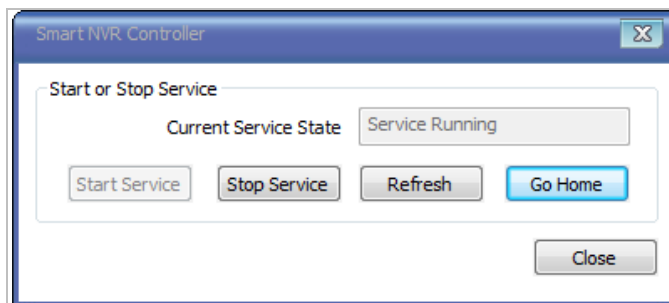 Smart NVR Controller
Start or Stop Service
Current Service State Service Running
Start Service Stop Service Refresh Go Home
Close